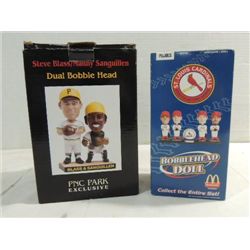 Steve Blass/Manny Sanguillen
Dual Bobble Head
BLASS & SANGUILLEN
PNC PARK
EXCLUSIVE
ST. LOUIS CARDINALS
BOBBLEHEAD
DOLL
Collect the Entire Set!